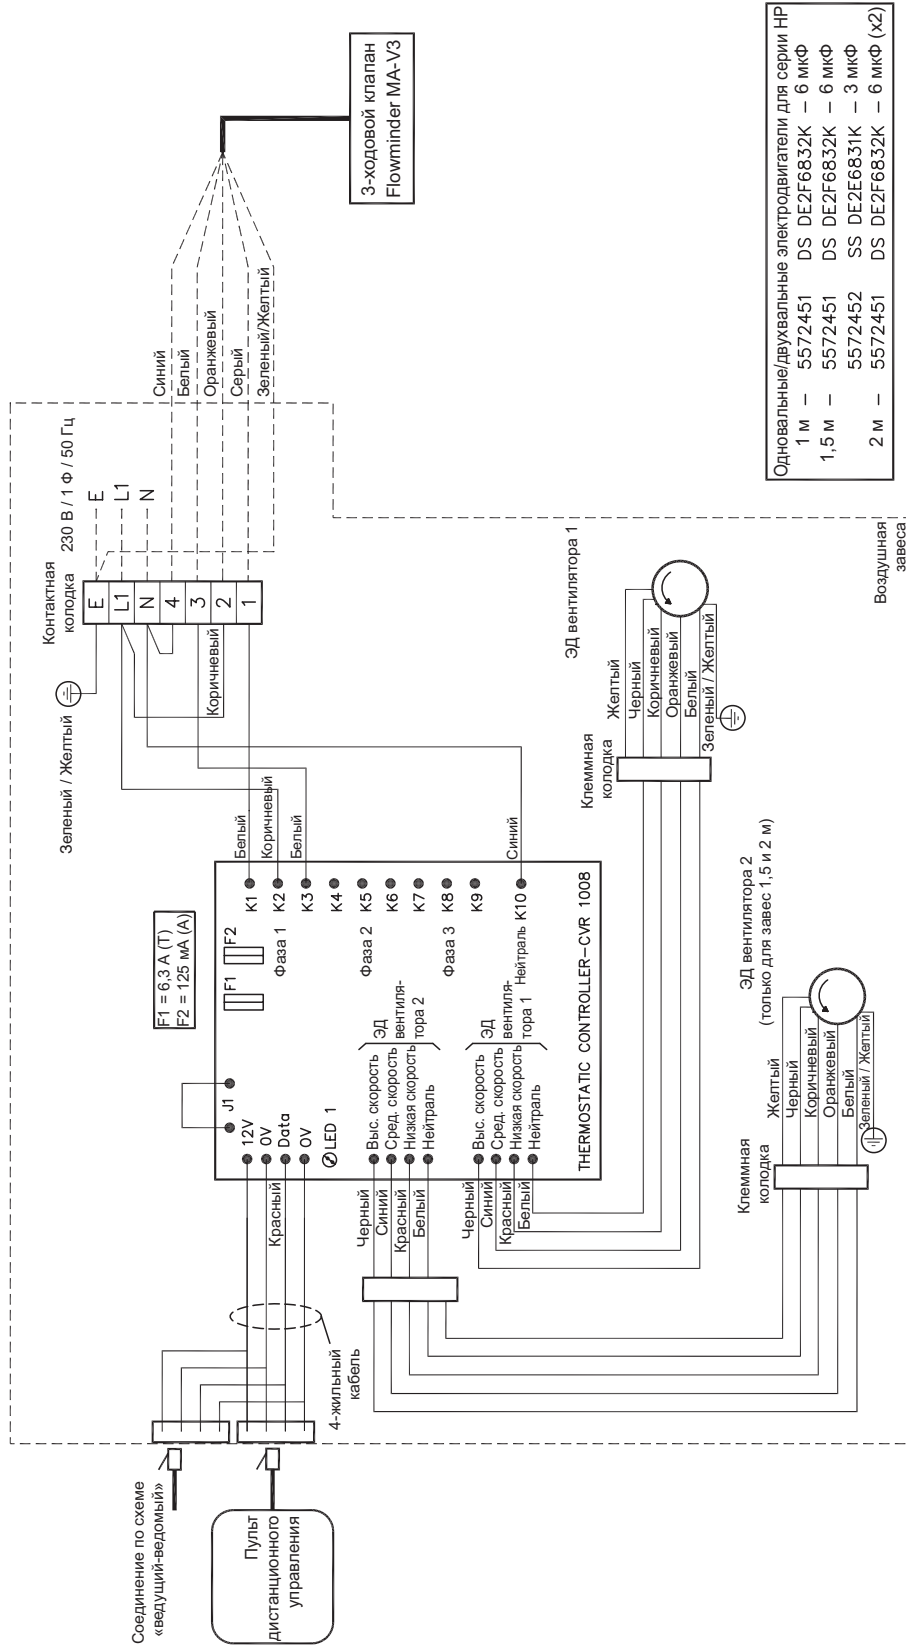 Соединение по схеме
«ведущий-ведомый»
Пульт
дистанционного
управления
4-жильный
кабель
F1 = 6,3 A (T)
F2 = 125 мА (A)
J1
12V
0V
Data
0V
LED 1
Красный
F1
F2
Выс. скорость
Сред. скорость
Низкая скорость
Нейтраль
ЭД
вентиля-
тора 2
Черный
Синий
Красный
Белый
Выс. скорость
Сред. скорость
Низкая скорость
Нейтраль
ЭД
вентиля-
тора 1
Черный
Синий
Красный
Белый
Фаза 1
Фаза 2
Фаза 3
Нейтраль
K1
K2
K3
K4
K5
K6
K7
K8
K9
K10
THERMOSTATIC CONTROLLER-CVR 1008
Белый
Коричневый
Белый
Синий
Зеленый / Желтый
Контактная
колодка
230 В / 1 Ф / 50 Гц
E
L1
N
4
3
2
1
E
L1
N
Коричневый
Синий
Белый
Оранжевый
Серый
Зеленый/Желтый
3-ходовой клапан
Flowminder MA-V3
Клеммная
колодка
ЭД вентилятора 1
Желтый
Черный
Коричневый
Оранжевый
Белый
Зеленый / Желтый
Клеммная
колодка
ЭД вентилятора 2
(только для завес 1,5 и 2 м)
Желтый
Черный
Коричневый
Оранжевый
Белый
Зеленый / Желтый
Воздушная
завеса
Одновальные/двухвальные электродвигатели для серии HP
1 м – 5572451 DS DE2F6832K – 6 мкФ
1,5 м – 5572451 DS DE2F6832K – 6 мкФ
5572452 SS DE2E6831K – 3 мкФ
2 м – 5572451 DS DE2F6832K – 6 мкФ (x2)